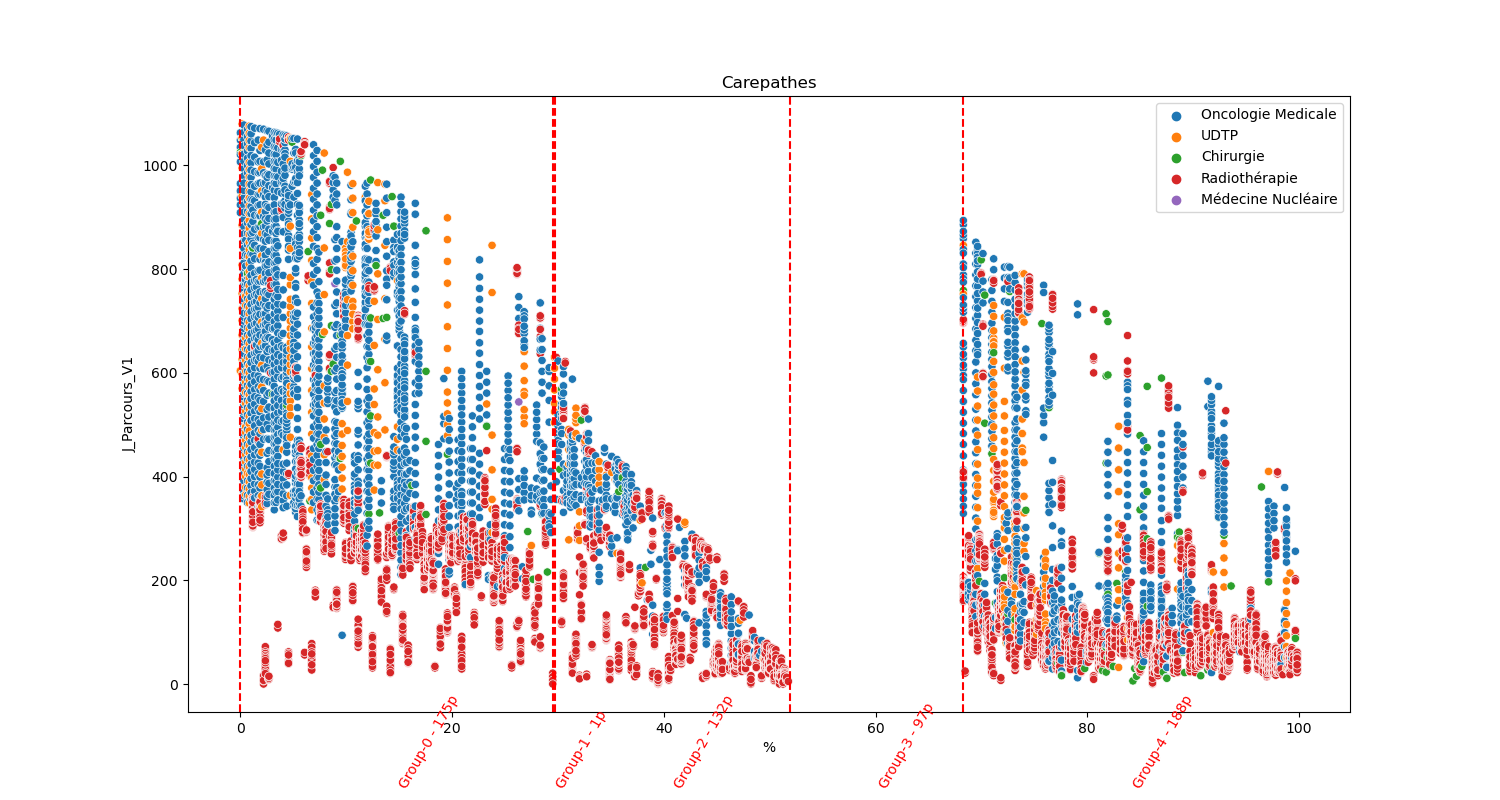 Carepathes
Oncologie Medicale
UDTP
Chirurgie
Radiothérapie
Médecine Nucléaire
J_Parcours_V1
1000
800
600
400
200
0
0 20 40 60 80 100
%
Group-0 - 175p
Group-1 - 1p
Group-2 - 132p
Group-3 - 97p
Group-4 - 188p